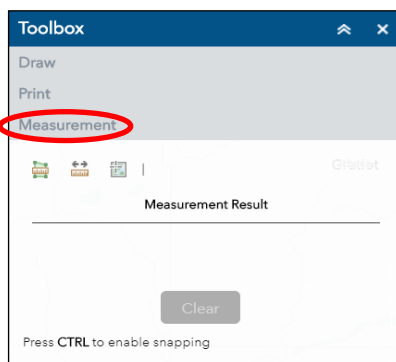 Toolbox
Draw
Print
Measurement
Measurement Result
Clear
Press CTRL to enable snapping